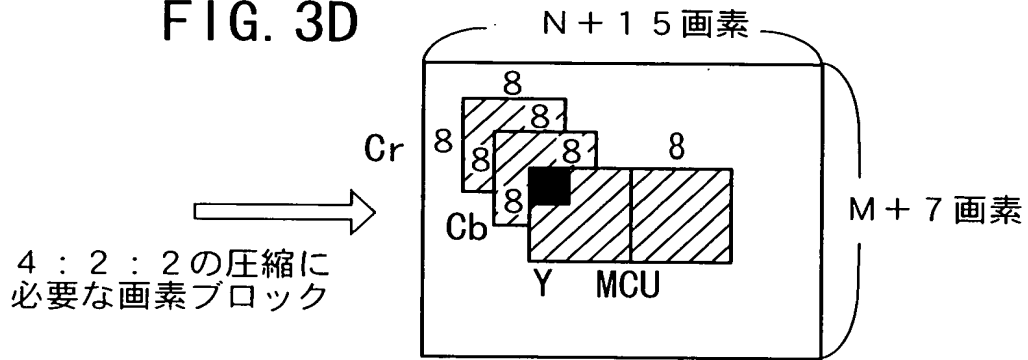 FIG. 3D
N+15画素
8
8
8
8
8
8
8
Cr
Cb
Y
MCU
M+7画素
4:2:2の圧縮に
必要な画素ブロック